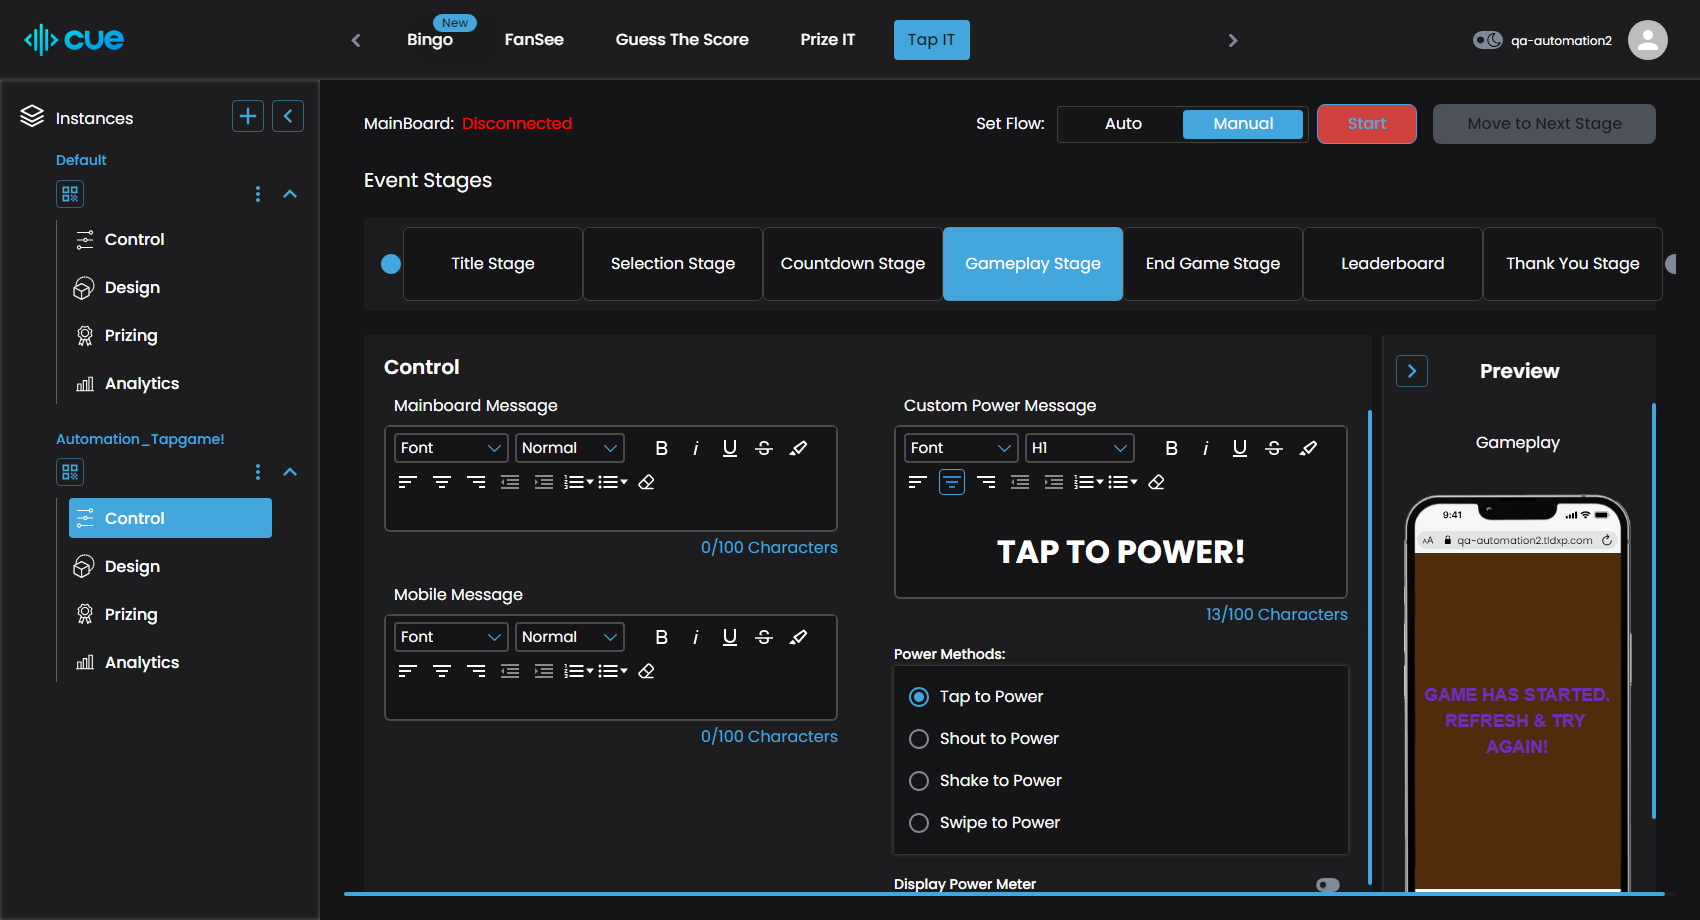 cue
New
Bingo
FanSee
Guess The Score
Prize IT
Tap IT
qa-automation2
Instances
Default
Control
Design
Prizing
Analytics
Automation_Tapgame!
Control
Design
Prizing
Analytics
MainBoard: Disconnected
Set Flow:
Auto
Manual
Start
Move to Next Stage
Event Stages
Title Stage
Selection Stage
Countdown Stage
Gameplay Stage
End Game Stage
Leaderboard
Thank You Stage
Control
Mainboard Message
Font
Normal
B i U S
0/100 Characters
Mobile Message
Font
Normal
B i U S
0/100 Characters
Custom Power Message
Font
H1
B i U S
TAP TO POWER!
13/100 Characters
Power Methods:
Tap to Power
Shout to Power
Shake to Power
Swipe to Power
Display Power Meter
Preview
Gameplay
9:41
AA qa-automation2.tldxp.com
GAME HAS STARTED.
REFRESH & TRY
AGAIN!